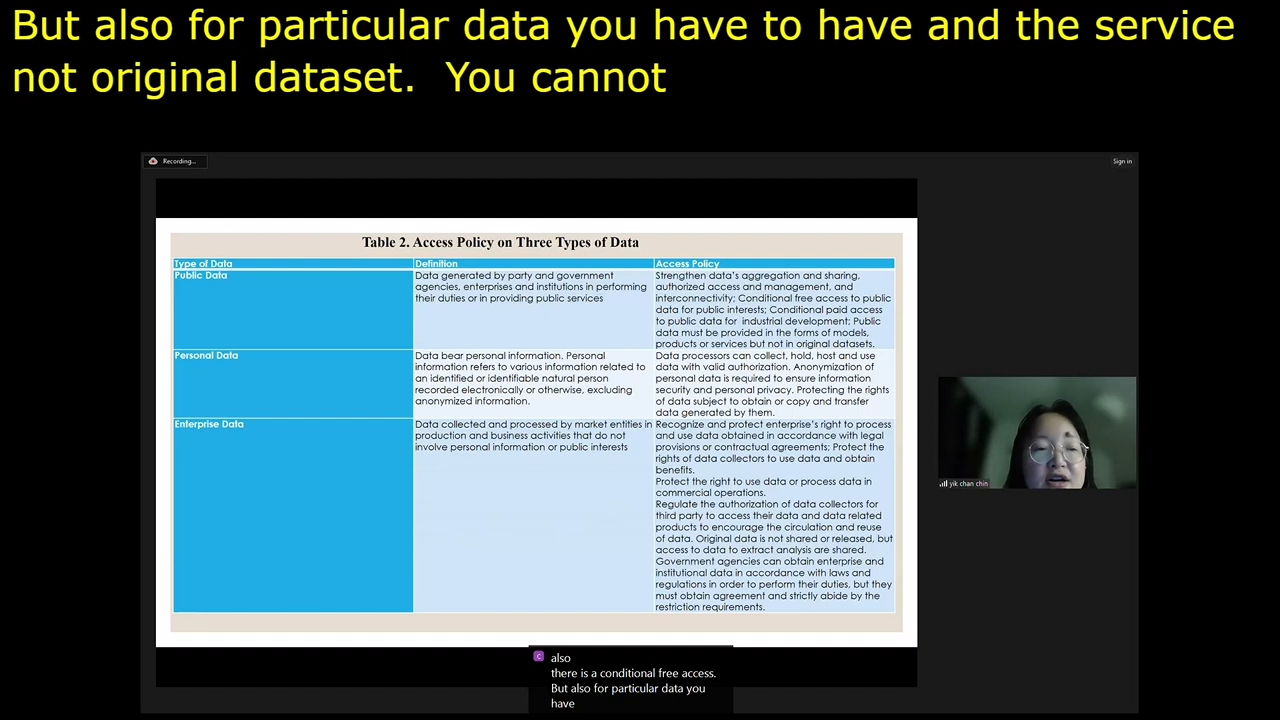 But also for particular data you have to have and the service
not original dataset.  You cannot
Recording...
Sign in
Table 2. Access Policy on Three Types of Data
Type of Data
Definition
Access Policy
Public Data
Data generated by party and government
agencies, enterprises and institutions in performing
their duties or in providing public services
Strengthen data's aggregation and sharing,
authorized access and management, and
interconnectivity; Conditional free access to public
data for public interests; Conditional paid access
to public data for industrial development; Public
data must be provided in the forms of models,
products or services but not in original datasets.
Personal Data
Data bear personal information. Personal
information refers to various information related to
an identified or identifiable natural person
recorded electronically or otherwise, excluding
anonymized information.
Data processors can collect, hold, host and use
data with valid authorization. Anonymization of
personal data is required to ensure information
security and personal privacy. Protecting the rights
of data subject to obtain or copy and transfer
data generated by them.
Enterprise Data
Data collected and processed by market entities in
production and business activities that do not
involve personal information or public interests
Recognize and protect enterprise's right to process
and use data obtained in accordance with legal
provisions or contractual agreements; Protect the
rights of data collectors to use data and obtain
benefits.
Protect the right to use data or process data in
commercial operations.
Regulate the authorization of data collectors for
third party to access their data and data related
products to encourage the circulation and reuse
of data. Original data is not shared or released, but
access to data to extract analysis are shared.
Government agencies can obtain enterprise and
institutional data in accordance with laws and
regulations in order to perform their duties, but they
must obtain agreement and strictly abide by the
restriction requirements.
yik chan chin
C
also
there is a conditional free access.
But also for particular data you
have